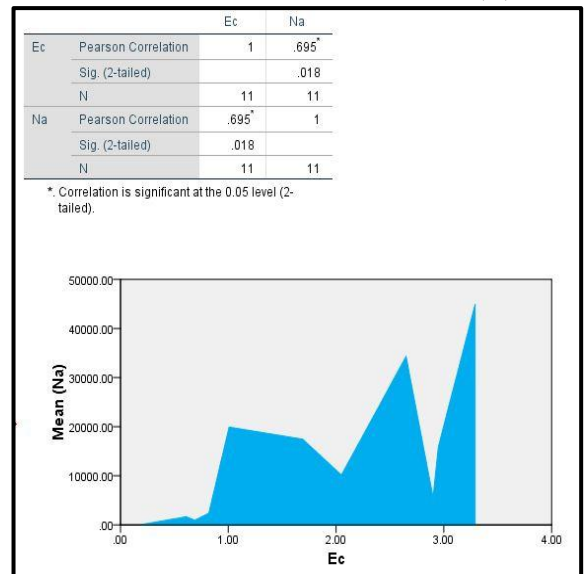 Ec Na
Ec Pearson Correlation 1 .695*
Sig. (2-tailed) .018
N 11 11
Na Pearson Correlation .695* 1
Sig. (2-tailed) .018
N 11 11
*. Correlation is significant at the 0.05 level (2-
tailed).
50000.00
40000.00
30000.00
20000.00
10000.00
.00
Mean (Na)
.00 1.00 2.00 3.00 4.00
Ec